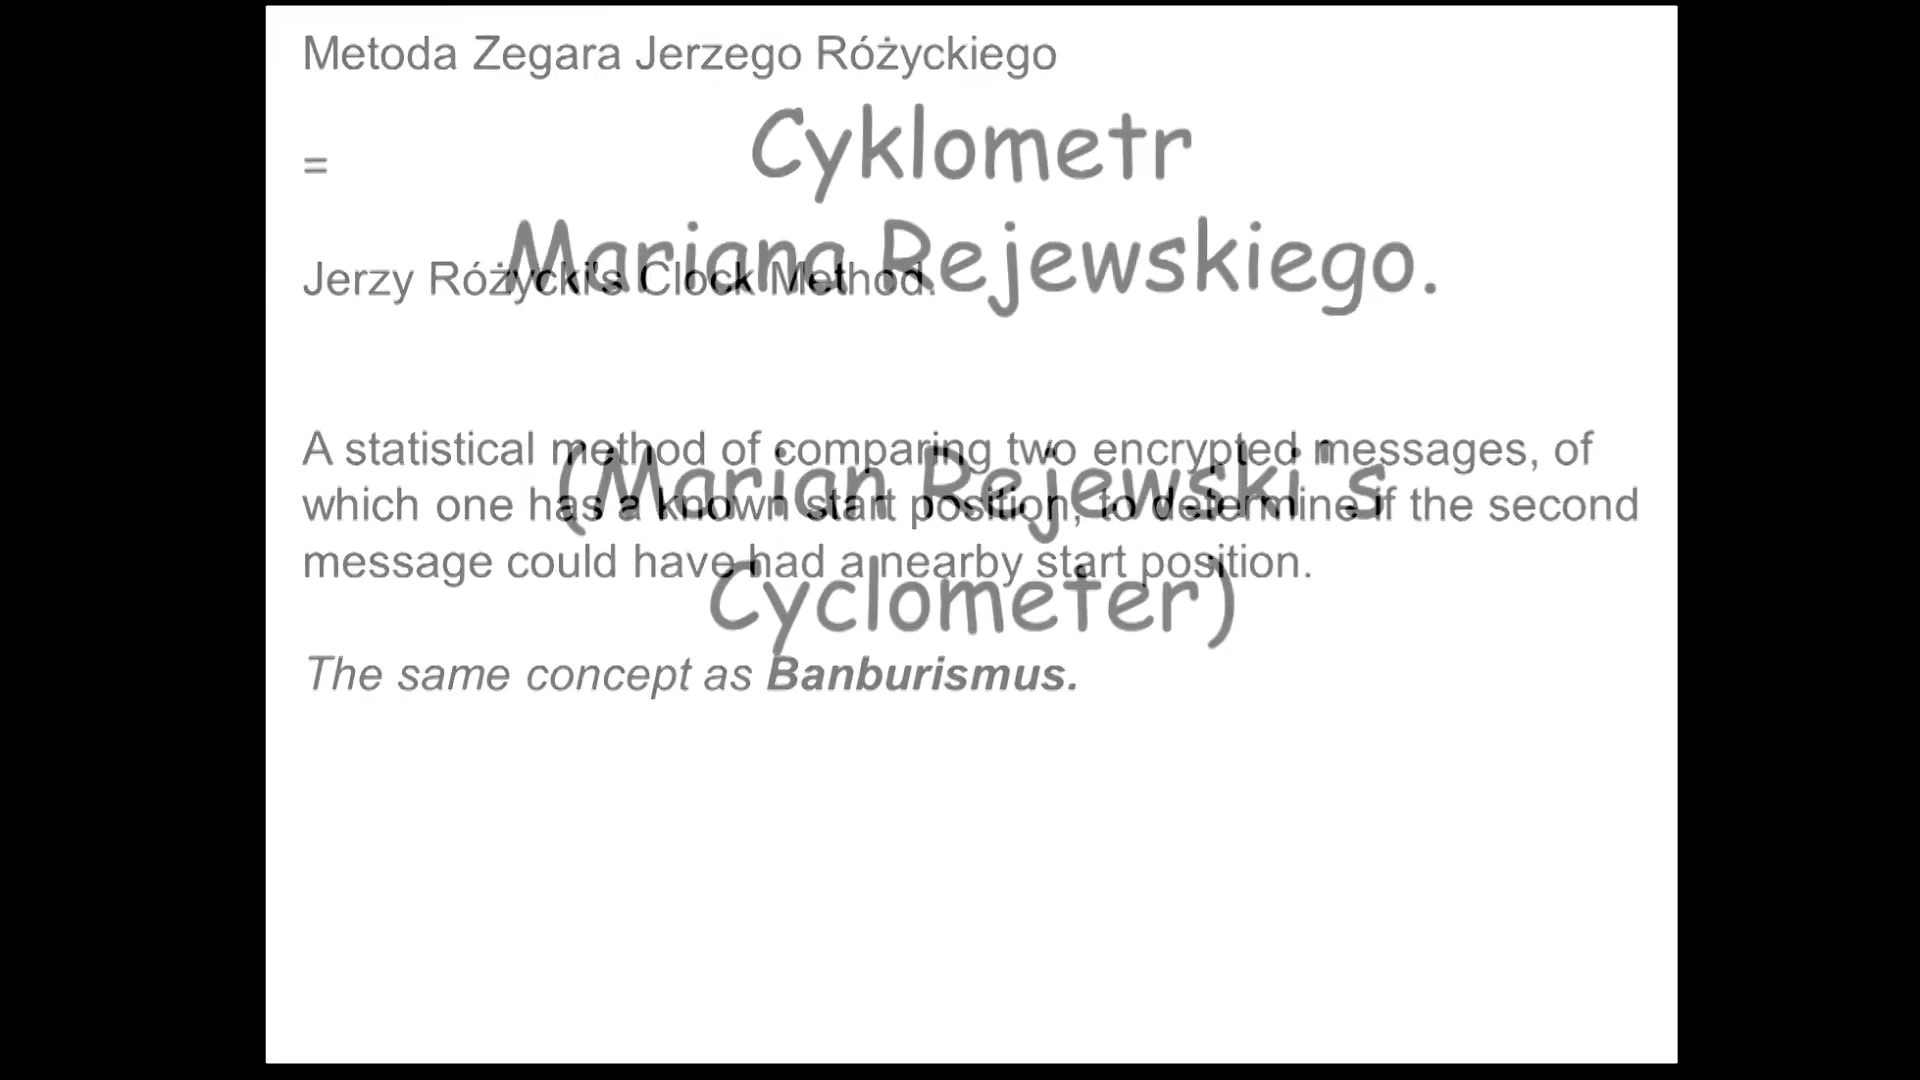 Metoda Zegara Jerzego Różyckiego
=
Jerzy Różycki's Clock Method.
A statistical method of comparing two encrypted messages, of
which one has a known start position, to determine if the second
message could have had a nearby start position.
The same concept as Banburismus.
Cyklometr
Mariana Rejewskiego.
(Marian Rejewski's
Cyclometer)